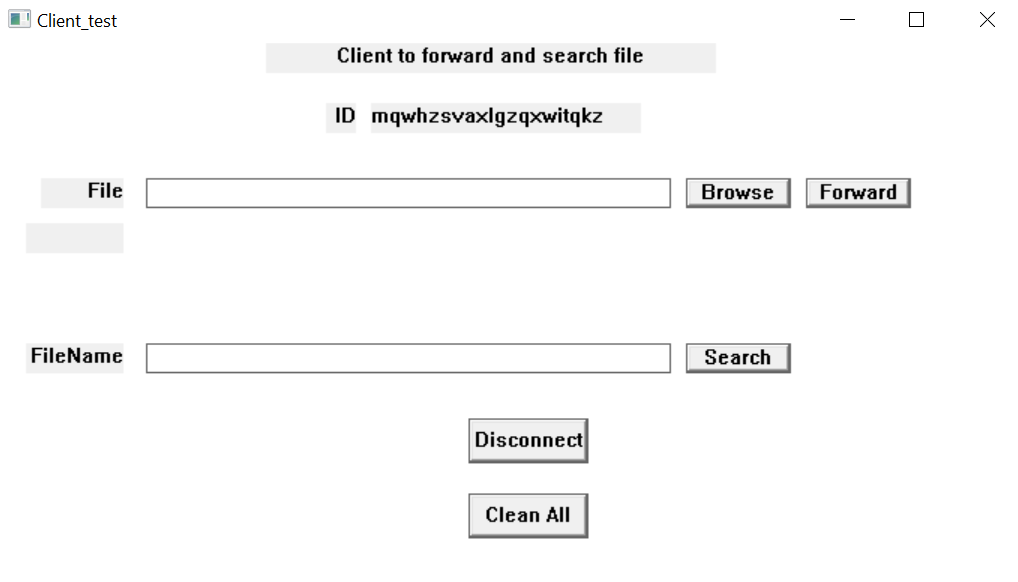 Client_test
Client to forward and search file
ID mqwhzsvaxlgzqxwitqkz
File Browse Forward
FileName Search
Disconnect
Clean All